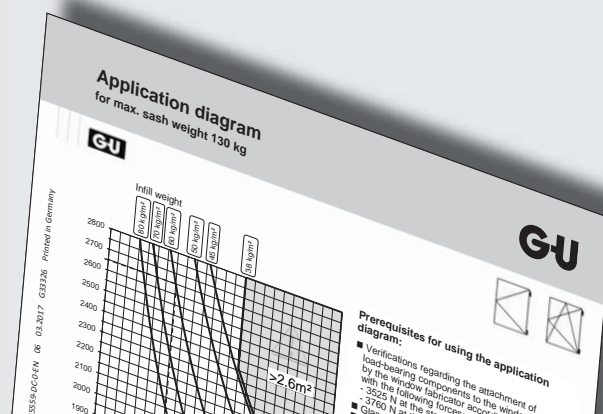 Application diagram
for max. sash weight 130 kg
G-U
G-U
Infill weight
80 kg/m²
70 kg/m²
60 kg/m²
50 kg/m²
45 kg/m²
38 kg/m²
2800
2700
2600
2500
2400
2300
2200
2100
2000
1900
>2.6m²
Printed in Germany
G33326
03.2017
06
5559-DC-0-EN
Prerequisites for using the application
diagram:
Verifications regarding the attachment of
load-bearing components to the
by the window fabricator
with the following forces
- 3525 N at the
- 3760 N at